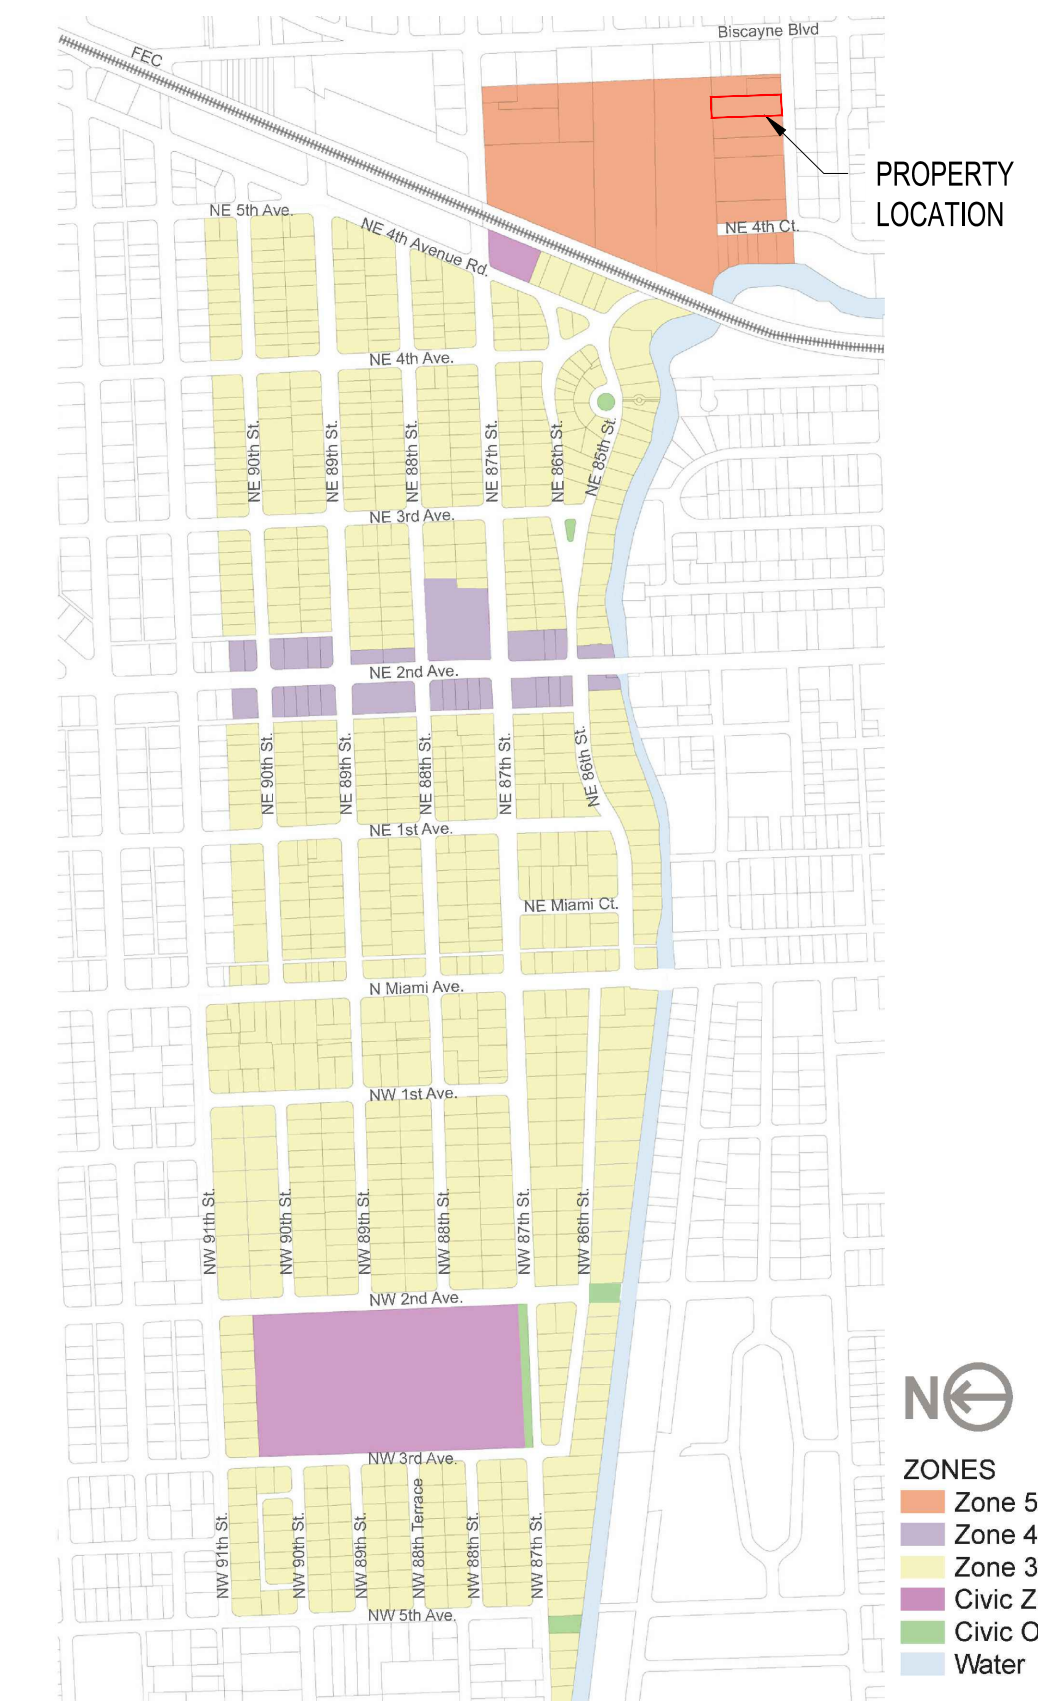 Biscayne Blvd
FEC
PROPERTY
LOCATION
NE 5th Ave.
NE 4th Avenue Rd.
NE 4th Ct.
NE 4th Ave.
NE 90th St.
NE 89th St.
NE 88th St.
NE 87th St.
NE 86th St.
NE 85th St.
NE 3rd Ave.
NE 2nd Ave.
NE 90th St.
NE 89th St.
NE 88th St.
NE 87th St.
NE 86th St.
NE 1st Ave.
NE Miami Ct.
N Miami Ave.
NW 1st Ave.
NW 91th St.
NW 90th St.
NW 89th St.
NW 88th St.
NW 87th St.
NW 86th St.
NW 2nd Ave.
NW 3rd Ave.
NW 91th St.
NW 90th St.
NW 89th St.
NW 88th Terrace
NW 88th St.
NW 87th St.
NW 5th Ave.
N
ZONES
Zone 5
Zone 4
Zone 3
Civic Z
Civic O
Water